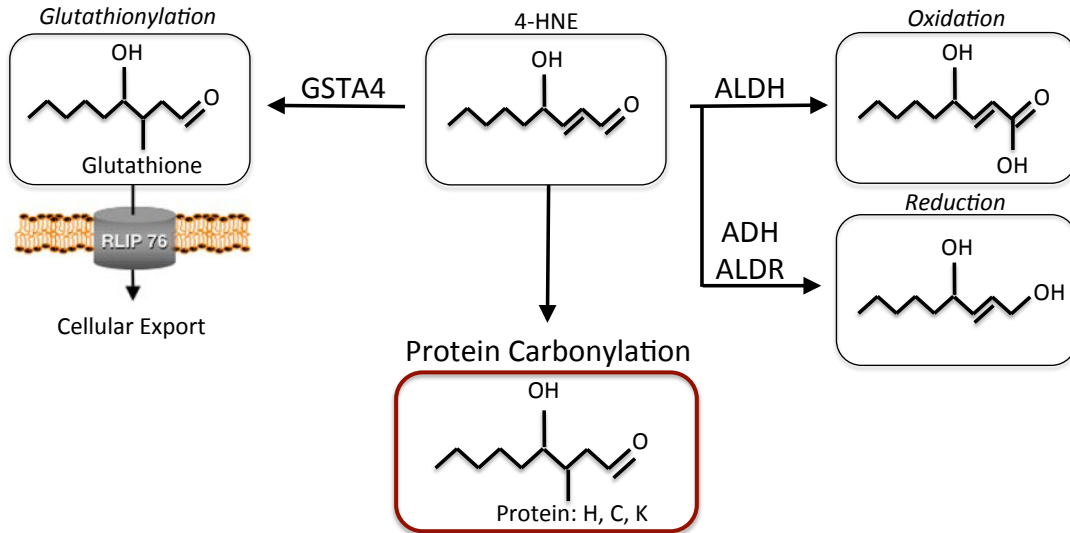 Glutathionylation
OH
O
Glutathione
RLIP 76
Cellular Export
GSTA4
4-HNE
OH
O
ALDH
ADH
ALDR
Oxidation
OH
O
OH
Reduction
OH
OH
Protein Carbonylation
OH
O
Protein: H, C, K